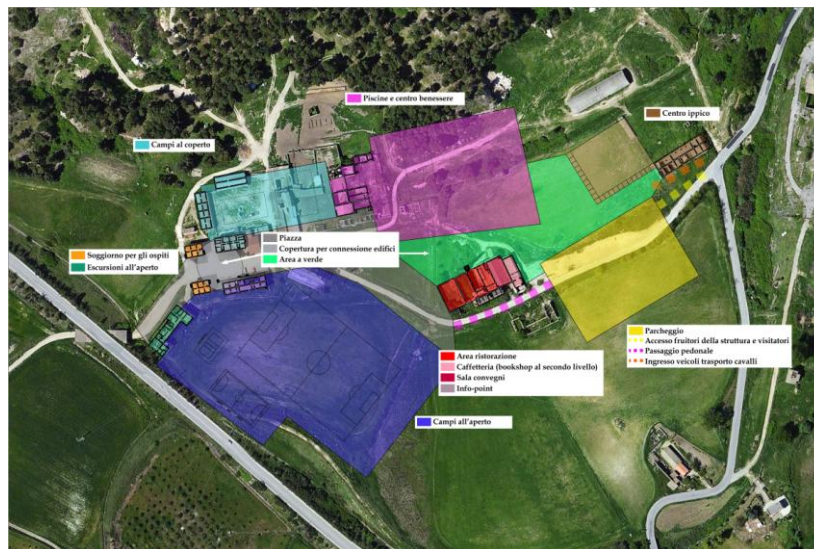 Piscine e centro benessere
Centro ippico
Campi al coperto
Piazza
Copertura per connessione edifici
Area a verde
Soggiorno per gli ospiti
Escursioni all'aperto
Parcheggio
Accesso fruitori della struttura e visitatori
Passaggio pedonale
Ingresso veicoli trasporto cavalli
Area ristorazione
Caffetteria (bookshop al secondo livello)
Sala convegni
Info-point
Campi all'aperto